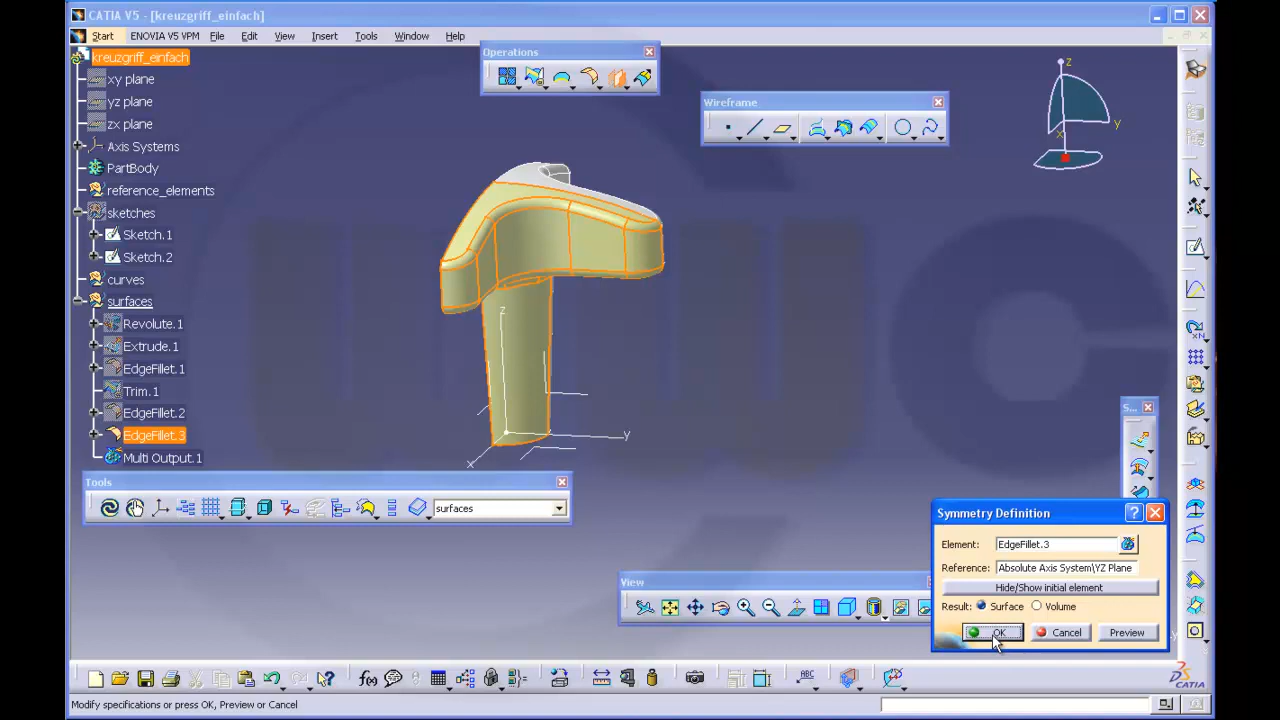 CATIA V5 - [kreuzgriff_einfach]
Start ENOVIA V5 VPM File Edit View Insert Tools Window Help
kreuzgriff_einfach
xy plane
yz plane
zx plane
Axis Systems
PartBody
reference_elements
sketches
Sketch.1
Sketch.2
curves
surfaces
Revolute.1
Extrude.1
EdgeFillet.1
Trim.1
EdgeFillet.2
EdgeFillet.3
Multi Output.1
Operations
Wireframe
z
y
x
z
y
x
S...
Tools
surfaces
View
Symmetry Definition
Element: EdgeFillet.3
Reference: Absolute Axis System\YZ Plane
Hide/Show initial element
Result: Surface Volume
OK Cancel Preview
f(x)
ABC
CATIA
Modify specifications or press OK, Preview or Cancel